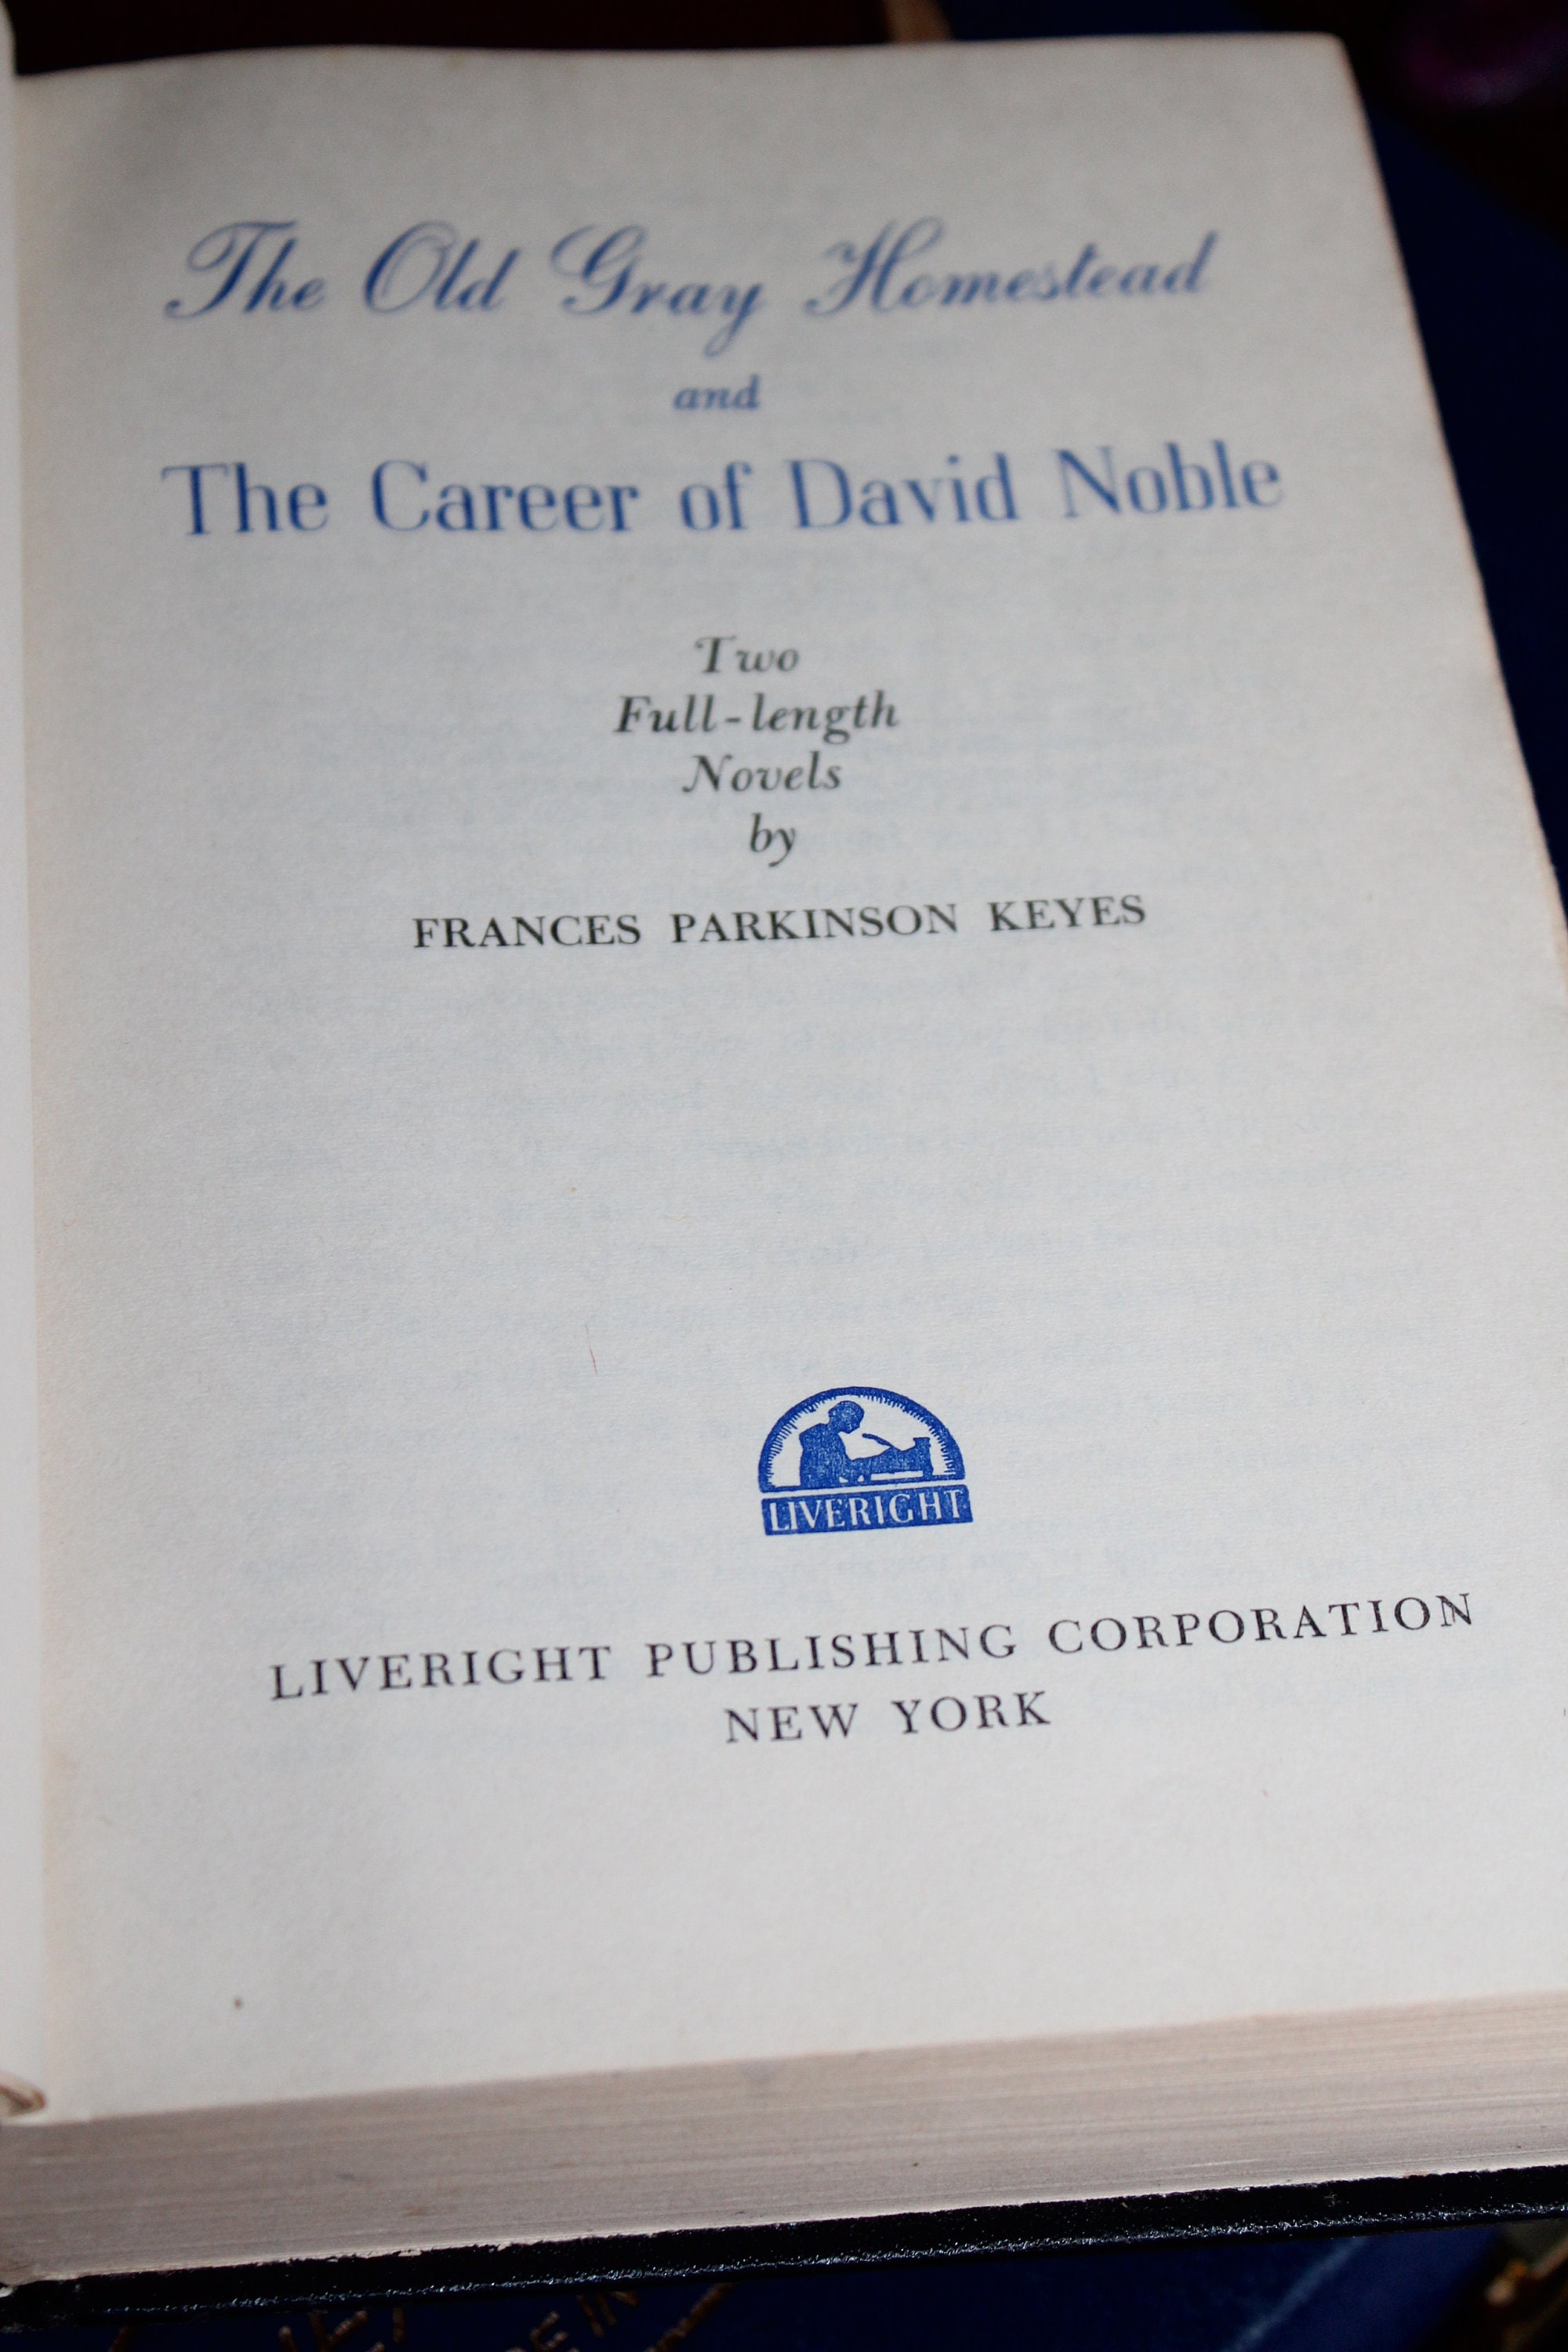 The Old Gray Homestead
and
The Career of David Noble
Two
Full-length
Novels
by
FRANCES PARKINSON KEYES
LIVERIGHT
LIVERIGHT PUBLISHING CORPORATION
NEW YORK